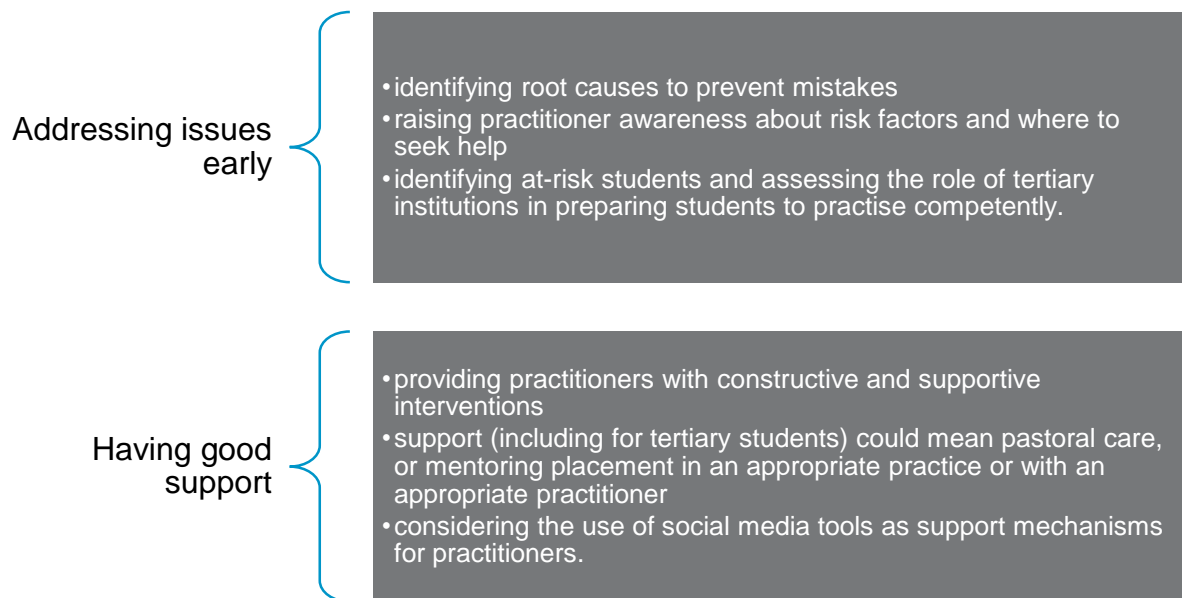 Addressing issues
early
•identifying root causes to prevent mistakes
•raising practitioner awareness about risk factors and where to
seek help
•identifying at-risk students and assessing the role of tertiary
institutions in preparing students to practise competently.
Having good
support
•providing practitioners with constructive and supportive
interventions
•support (including for tertiary students) could mean pastoral care,
or mentoring placement in an appropriate practice or with an
appropriate practitioner
•considering the use of social media tools as support mechanisms
for practitioners.